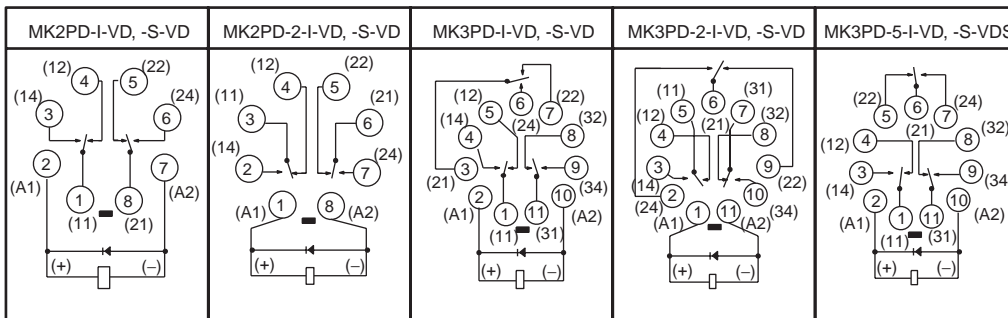 MK2PD-I-VD, -S-VD
MK2PD-2-I-VD, -S-VD
MK3PD-I-VD, -S-VD
MK3PD-2-I-VD, -S-VD
MK3PD-5-I-VD, -S-VDS
(12) (22)
4 5
(14) (24)
3 6
2 7
(A1) 1 8 (A2)
(11) (21)
(+) (–)
(12) (22)
4 5
(11) (21)
3 6
(14) (24)
2 7
(A1) 1 8 (A2)
(+) (–)
6
(12) 5 7 (22)
(14) (24) (32)
4 8
3 9
(21) (34)
2 10
(A1) 1 11 (A2)
(11) (31)
(+) (–)
(11) (31)
5 6 7
(12) (21) (32)
4 8
3 9
(14) (22)
2 10
(24) (34)
(A1) 1 11 (A2)
(+) (–)
(22) 5 6 7 (24)
(12) 4 (21) 8 (32)
3 9
(14) (34)
2 10
(A1) 1 11 (A2)
(11) (31)
(+) (–)